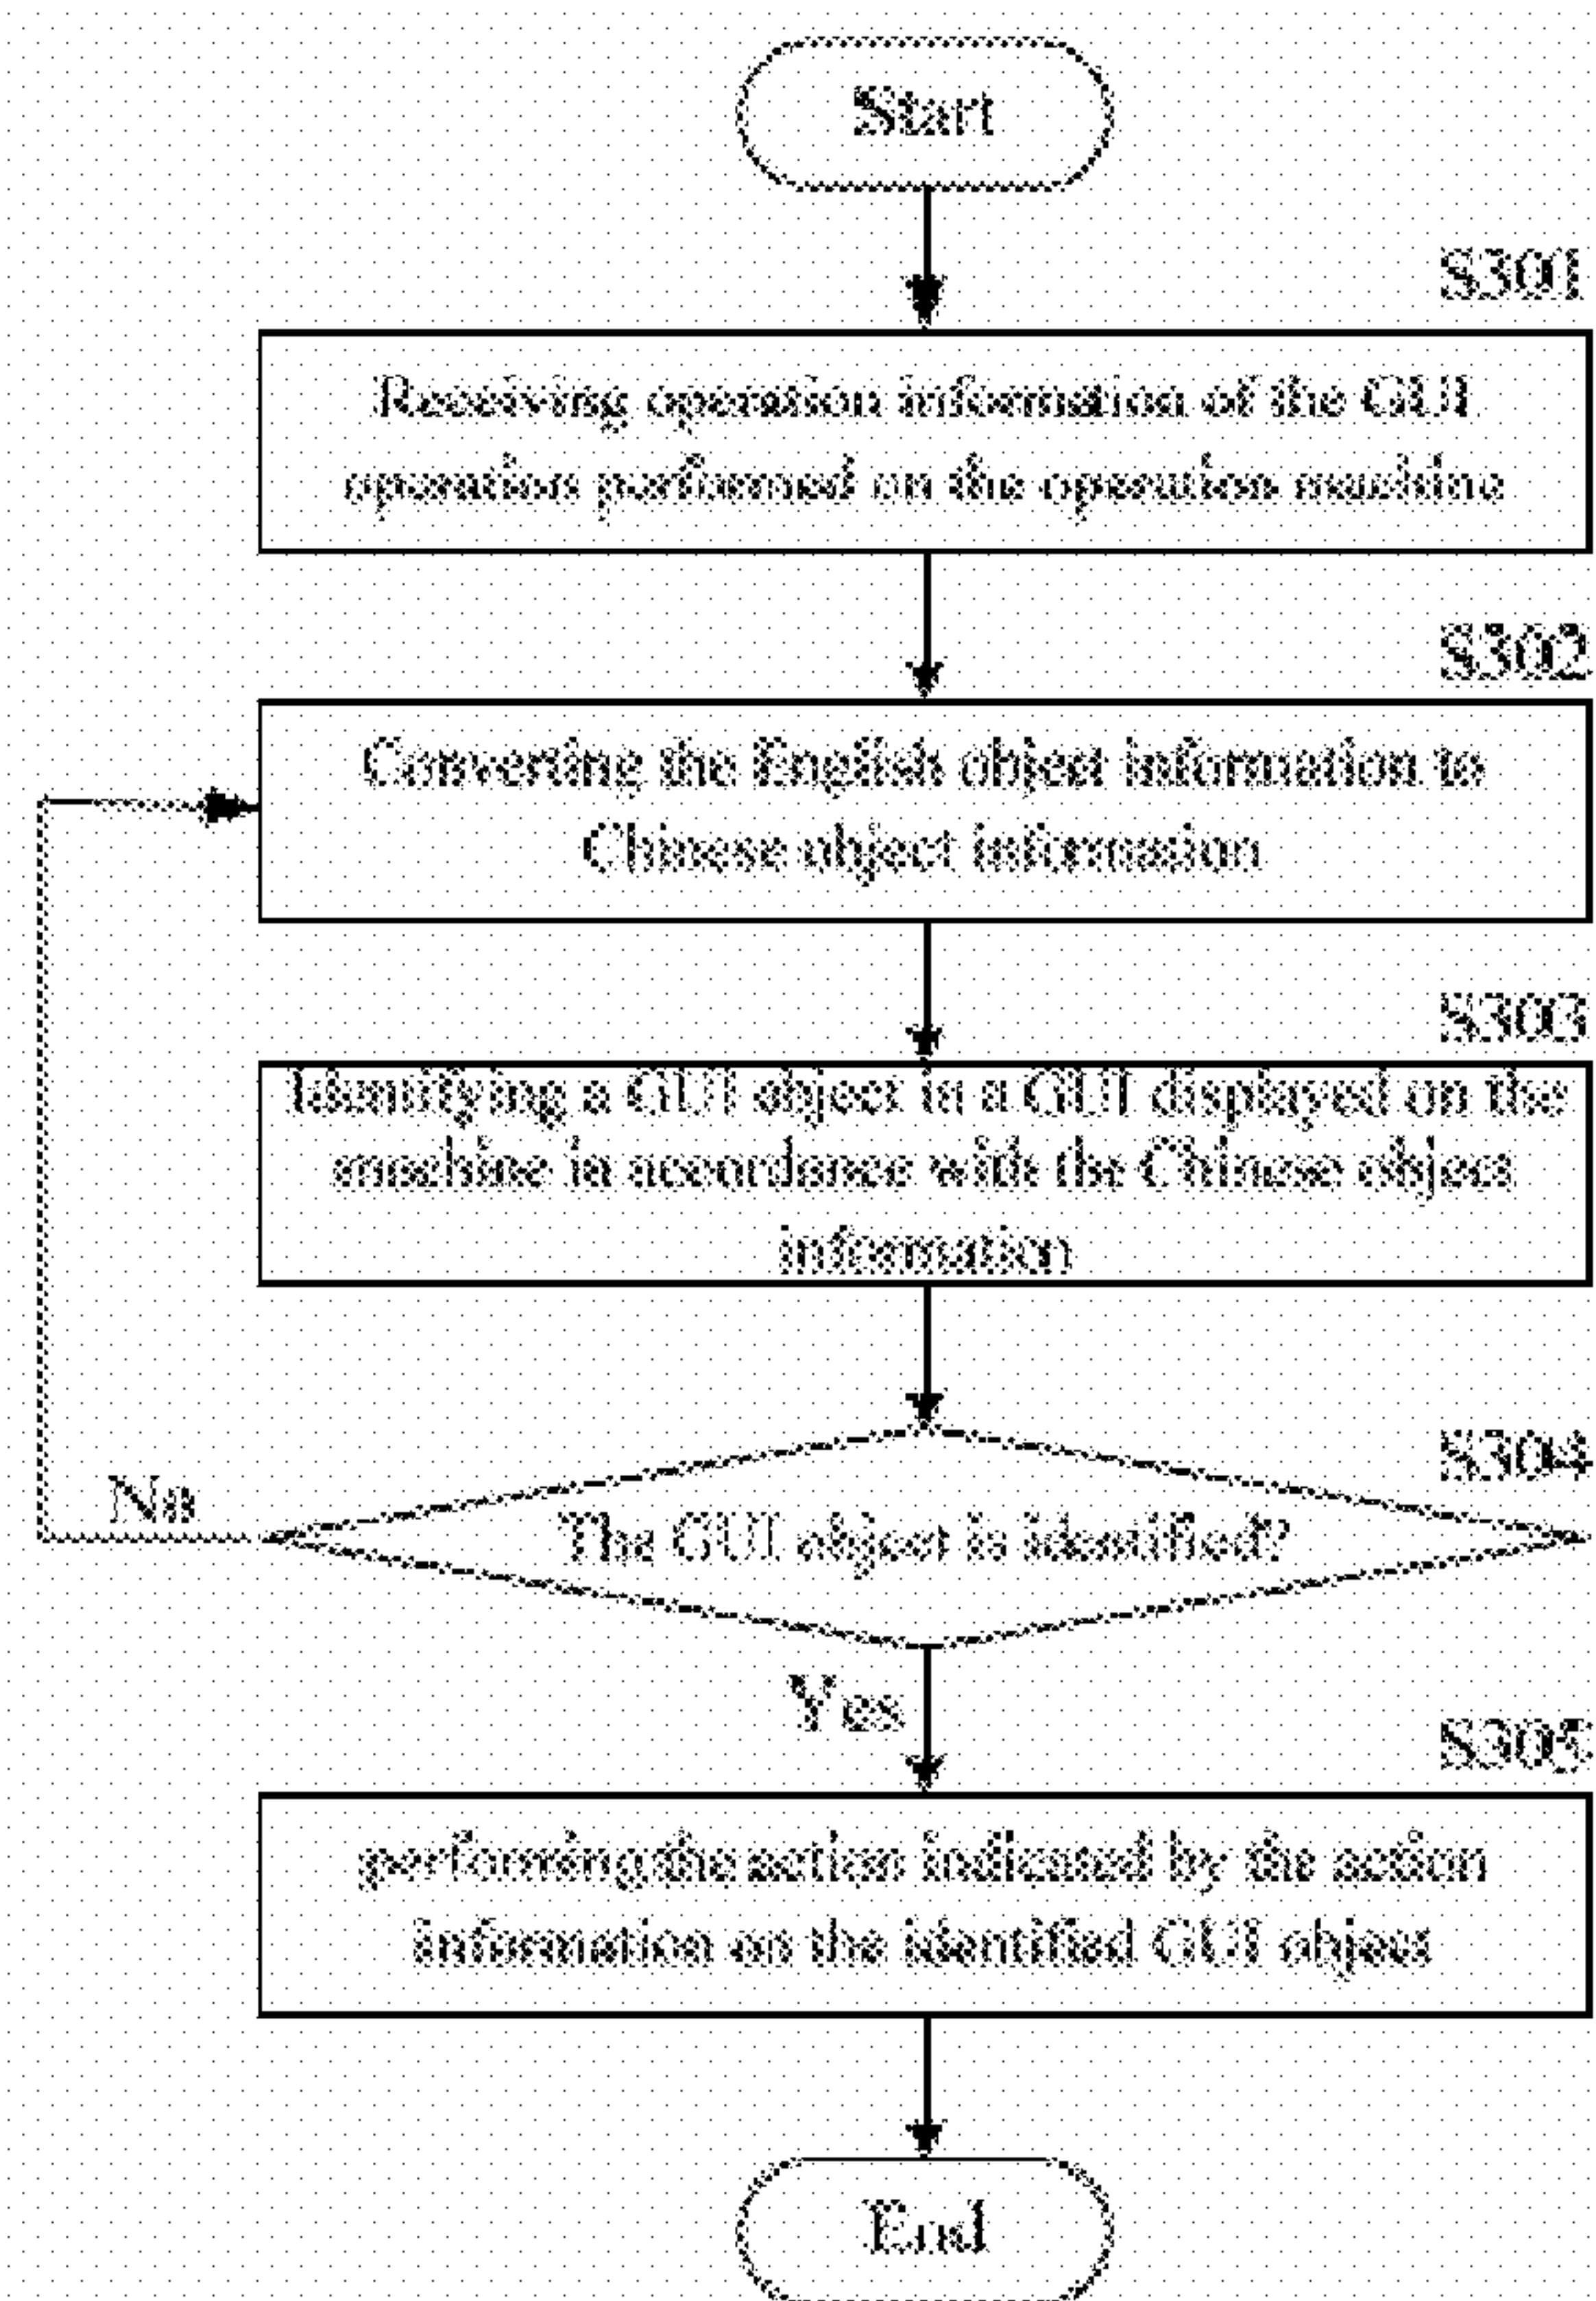 Start
S301
Receiving operation information of the GUI
operation performed on the operation machine
S302
Converting the English object information to
Chinese object information
S303
Identifying a GUI object in a GUI displayed on the
machine in accordance with the Chinese object
information
S304
No
The GUI object is identified?
Yes
S305
performing the action indicated by the action
information on the identified GUI object
End